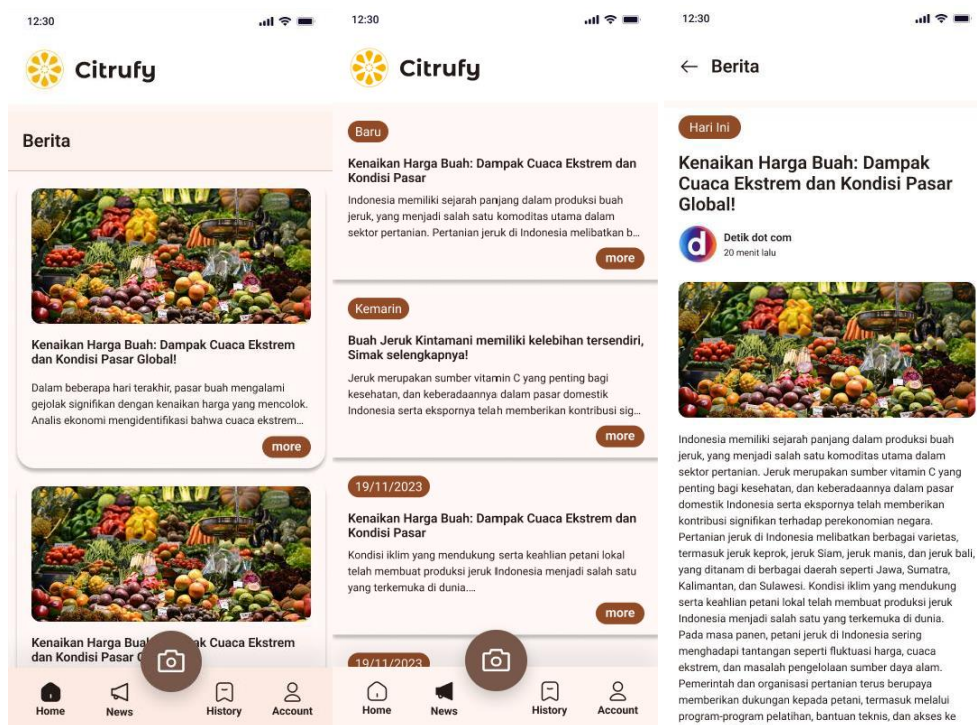 12:30
Citrufy
Berita
Kenaikan Harga Buah: Dampak Cuaca Ekstrem
dan Kondisi Pasar Global!
Dalam beberapa hari terakhir, pasar buah mengalami
gejolak signifikan dengan kenaikan harga yang mencolok.
Analis ekonomi mengidentifikasi bahwa cuaca ekstrem...
more
Kenaikan Harga Bua ak Cuaca Ekstrem
dan Kondisi Pasar
Home
News
History
Account
12:30
Citrufy
Baru
Kenaikan Harga Buah: Dampak Cuaca Ekstrem dan
Kondisi Pasar
Indonesia memiliki sejarah panjang dalam produksi buah
jeruk, yang menjadi salah satu komoditas utama dalam
sektor pertanian. Pertanian jeruk di Indonesia melibatkan b...
more
Kemarin
Buah Jeruk Kintamani memiliki kelebihan tersendiri,
Simak selengkapnya!
Jeruk merupakan sumber vitamin C yang penting bagi
kesehatan, dan keberadaannya dalam pasar domestik
Indonesia serta ekspornya telah memberikan kontribusi sig...
more
19/11/2023
Kenaikan Harga Buah: Dampak Cuaca Ekstrem dan
Kondisi Pasar
Kondisi iklim yang mendukung serta keahlian petani lokal
telah membuat produksi jeruk Indonesia menjadi salah satu
yang terkemuka di dunia....
more
19/11/2023
Home
News
History
Account
12:30
Berita
Hari Ini
Kenaikan Harga Buah: Dampak
Cuaca Ekstrem dan Kondisi Pasar
Global!
d
Detik dot com
20 menit lalu
Indonesia memiliki sejarah panjang dalam produksi buah
jeruk, yang menjadi salah satu komoditas utama dalam
sektor pertanian. Jeruk merupakan sumber vitamin C yang
penting bagi kesehatan, dan keberadaannya dalam pasar
domestik Indonesia serta ekspornya telah memberikan
kontribusi signifikan terhadap perekonomian negara.
Pertanian jeruk di Indonesia melibatkan berbagai varietas,
termasuk jeruk keprok, jeruk Siam, jeruk manis, dan jeruk bali,
yang ditanam di berbagai daerah seperti Jawa, Sumatra,
Kalimantan, dan Sulawesi. Kondisi iklim yang mendukung
serta keahlian petani lokal telah membuat produksi jeruk
Indonesia menjadi salah satu yang terkemuka di dunia.
Pada masa panen, petani jeruk di Indonesia sering
menghadapi tantangan seperti fluktuasi harga, cuaca
ekstrem, dan masalah pengelolaan sumber daya alam.
Pemerintah dan organisasi pertanian terus berupaya
memberikan dukungan kepada petani, termasuk melalui
program-program pelatihan, bantuan teknis, dan akses ke